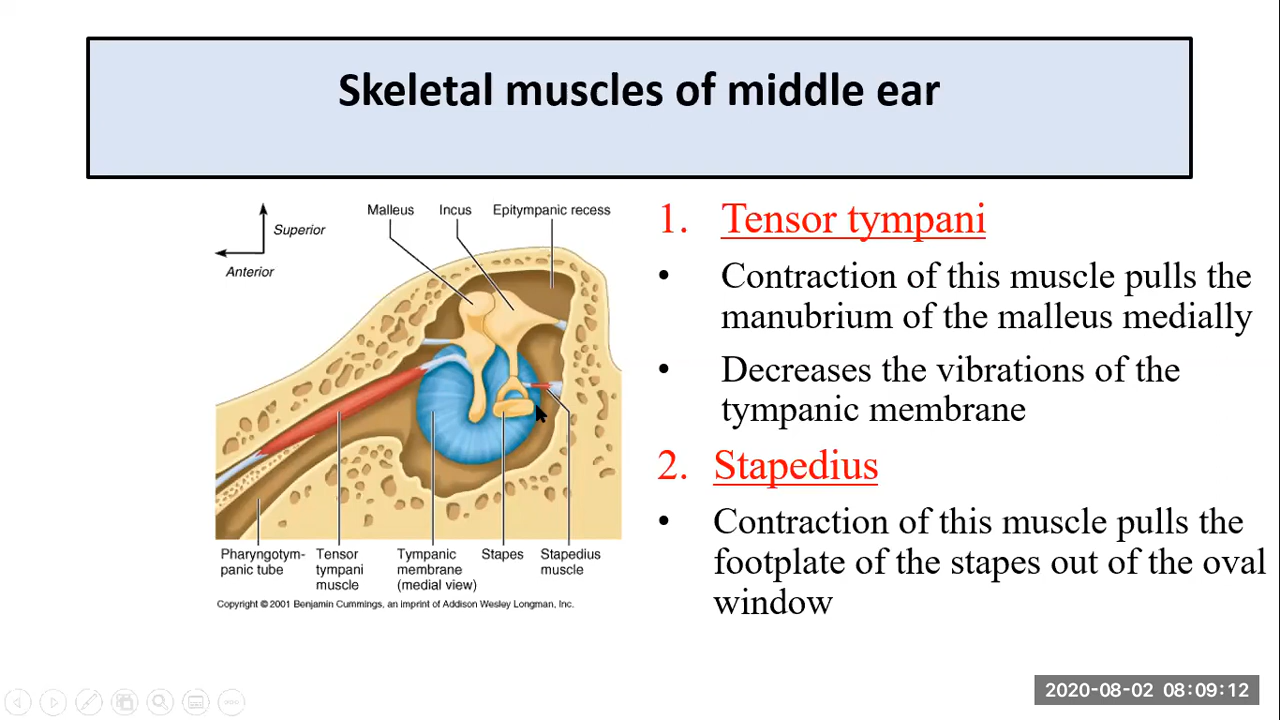 Skeletal muscles of middle ear
Malleus
Incus
Epitympanic recess
Superior
Anterior
Pharyngotym-
panic tube
Tensor
tympani
muscle
Tympanic
membrane
(medial view)
Stapes
Stapedius
muscle
Copyright © 2001 Benjamin Cummings, an imprint of Addison Wesley Longman, Inc.
1. Tensor tympani
• Contraction of this muscle pulls the
manubrium of the malleus medially
• Decreases the vibrations of the
tympanic membrane
2. Stapedius
• Contraction of this muscle pulls the
footplate of the stapes out of the oval
window
2020-08-02 08:09:12